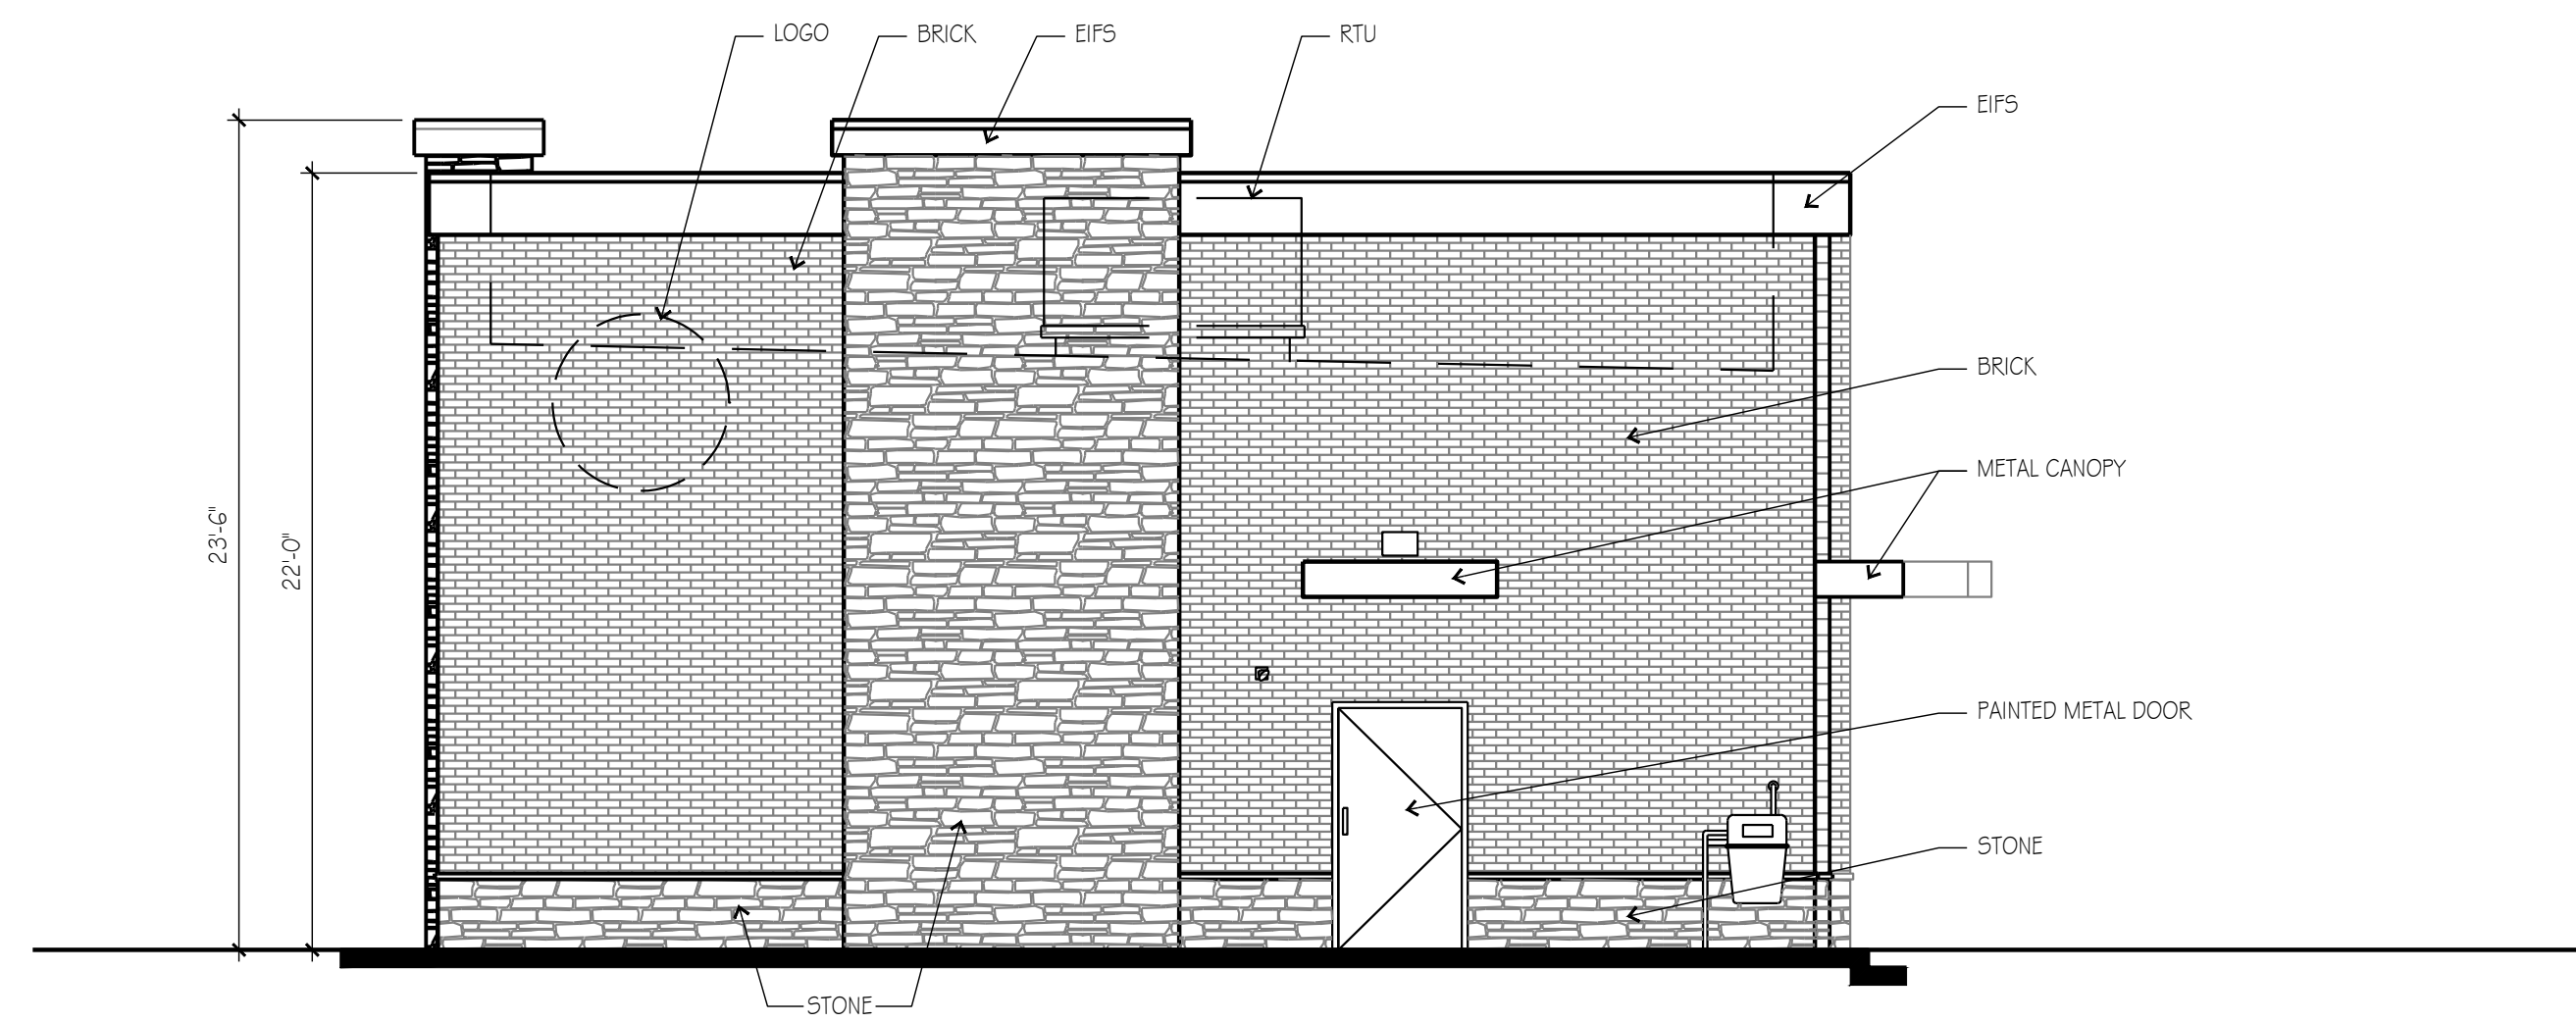 LOGO
BRICK
EIFS
RTU
EIFS
BRICK
METAL CANOPY
23'-6"
22'-0"
PAINTED METAL DOOR
STONE
STONE